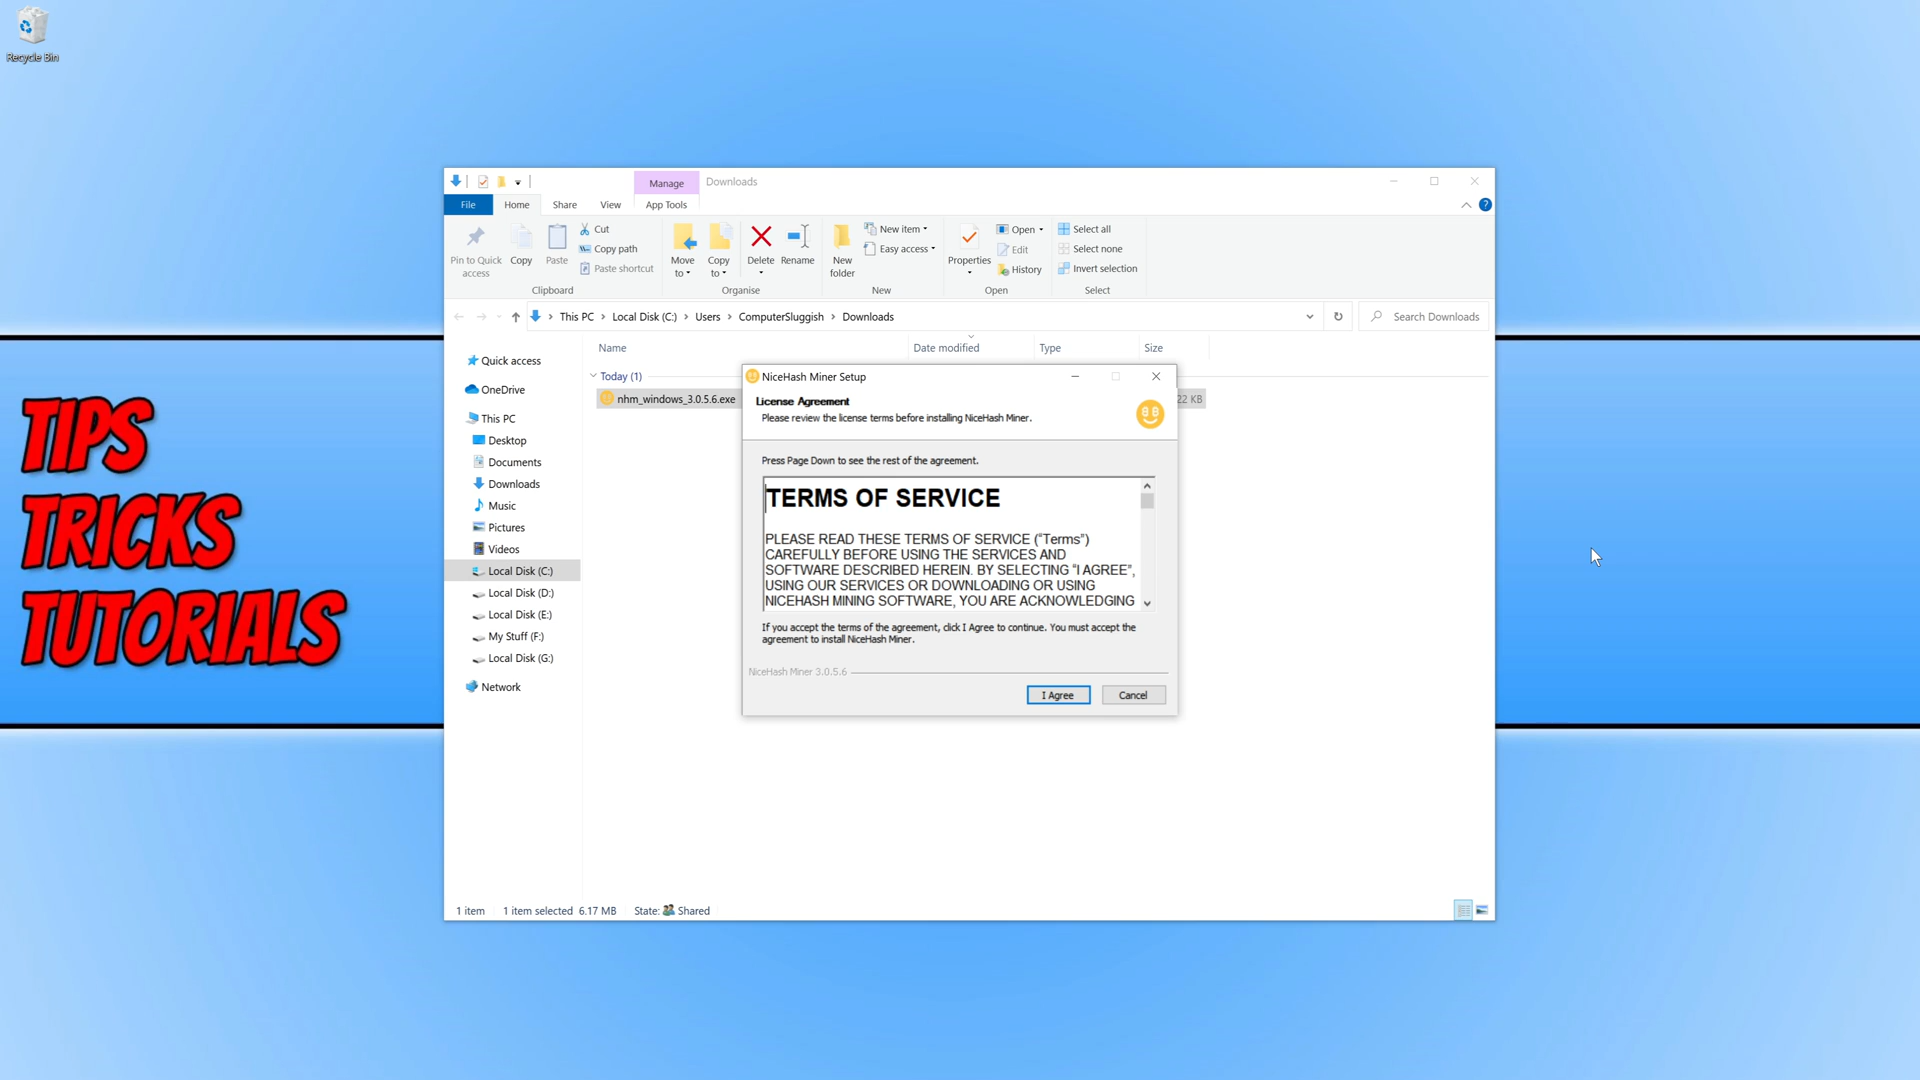 Recycle Bin
Manage
Downloads
File
Home
Share
View
App Tools
Pin to Quick
access
Copy
Paste
Cut
Copy path
Paste shortcut
Clipboard
Move
to
Copy
to
Delete
Rename
Organise
New
folder
New item
Easy access
New
Properties
Open
Edit
History
Open
Select all
Select none
Invert selection
Select
This PC
Local Disk (C:)
Users
ComputerSluggish
Downloads
Search Downloads
Name
Date modified
Type
Size
Quick access
OneDrive
This PC
Desktop
Documents
Downloads
Music
Pictures
Videos
Local Disk (C:)
Local Disk (D:)
Local Disk (E:)
My Stuff (F:)
Local Disk (G:)
Network
Today (1)
nhm_windows_3.0.5.6.exe
22 KB
NiceHash Miner Setup
License Agreement
Please review the license terms before installing NiceHash Miner.
Press Page Down to see the rest of the agreement.
TERMS OF SERVICE
PLEASE READ THESE TERMS OF SERVICE (“Terms”)
CAREFULLY BEFORE USING THE SERVICES AND
SOFTWARE DESCRIBED HEREIN. BY SELECTING “I AGREE”,
USING OUR SERVICES OR DOWNLOADING OR USING
NICEHASH MINING SOFTWARE, YOU ARE ACKNOWLEDGING
If you accept the terms of the agreement, click I Agree to continue. You must accept the
agreement to install NiceHash Miner.
NiceHash Miner 3.0.5.6
I Agree
Cancel
1 item
1 item selected 6.17 MB
State: Shared
TIPS
TRICKS
TUTORIALS